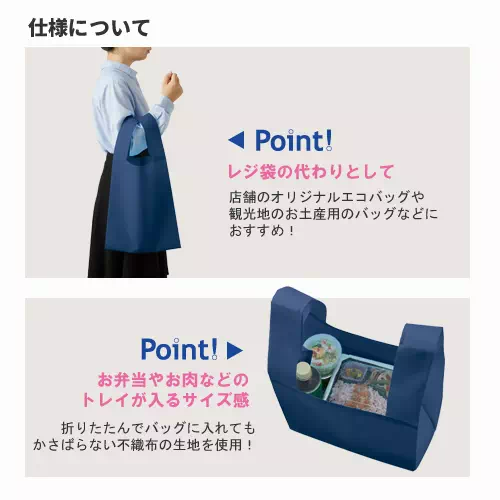 仕様について
Point!
レジ袋の代わりとして
店舗のオリジナルエコバッグや
観光地のお土産用のバッグなどに
おすすめ！
Point!
お弁当やお肉などの
トレイが入るサイズ感
折りたたんでバッグに入れても
かさばらない不織布の生地を使用！